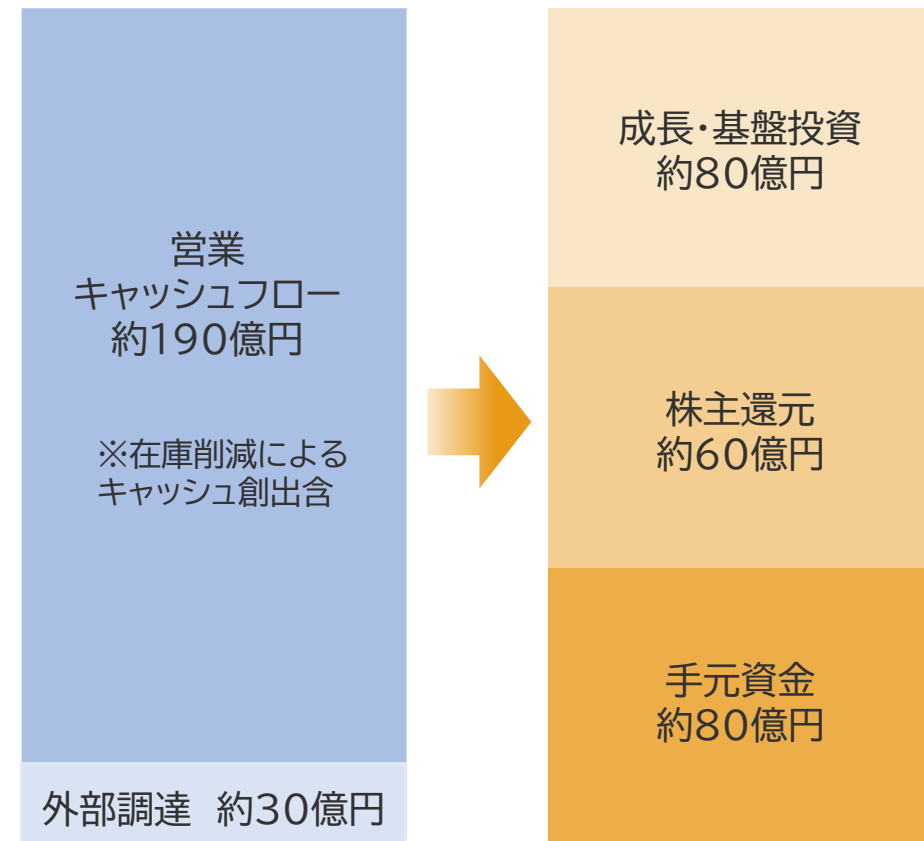 営業
キャッシュフロー
約190億円
※在庫削減による
キャッシュ創出含
外部調達 約30億円
成長・基盤投資
約80億円
株主還元
約60億円
手元資金
約80億円